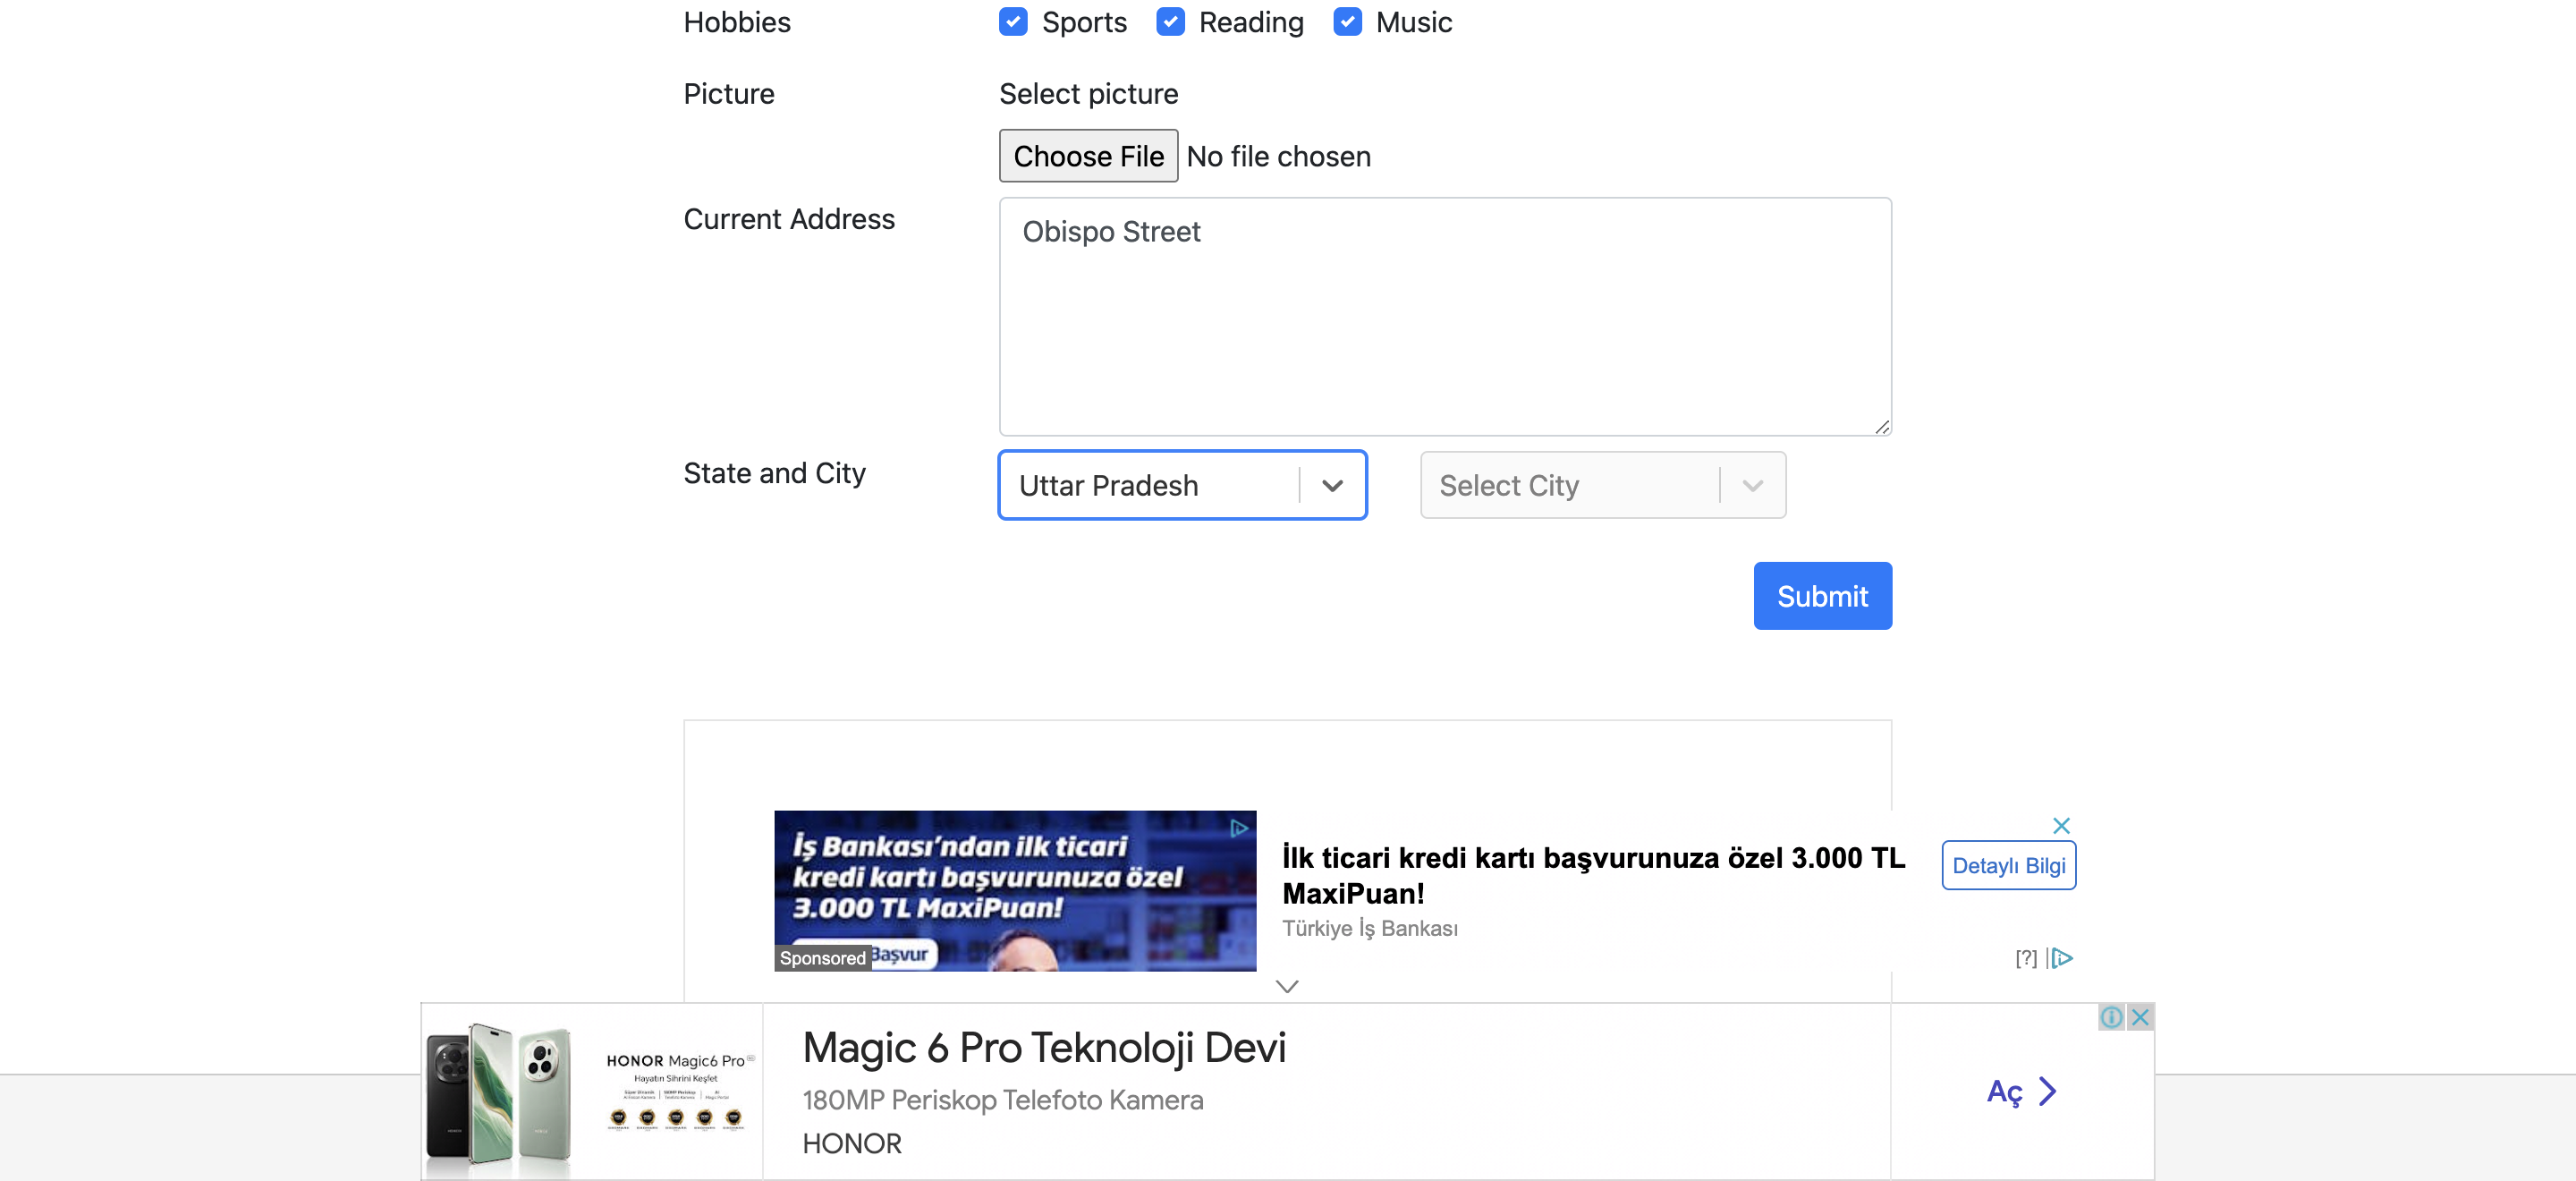 Hobbies
Sports
Reading
Music
Picture
Select picture
Choose File
No file chosen
Current Address
Obispo Street
State and City
Uttar Pradesh
Select City
Submit
İş Bankası'ndan ilk ticari
kredi kartı başvurunuza özel
3.000 TL MaxiPuan!
Başvur
Sponsored
İlk ticari kredi kartı başvurunuza özel 3.000 TL
MaxiPuan!
Türkiye İş Bankası
Detaylı Bilgi
[?]
HONOR Magic6 Pro
Hayatın Sihrini Keşfet
Magic 6 Pro Teknoloji Devi
180MP Periskop Telefoto Kamera
HONOR
Aç